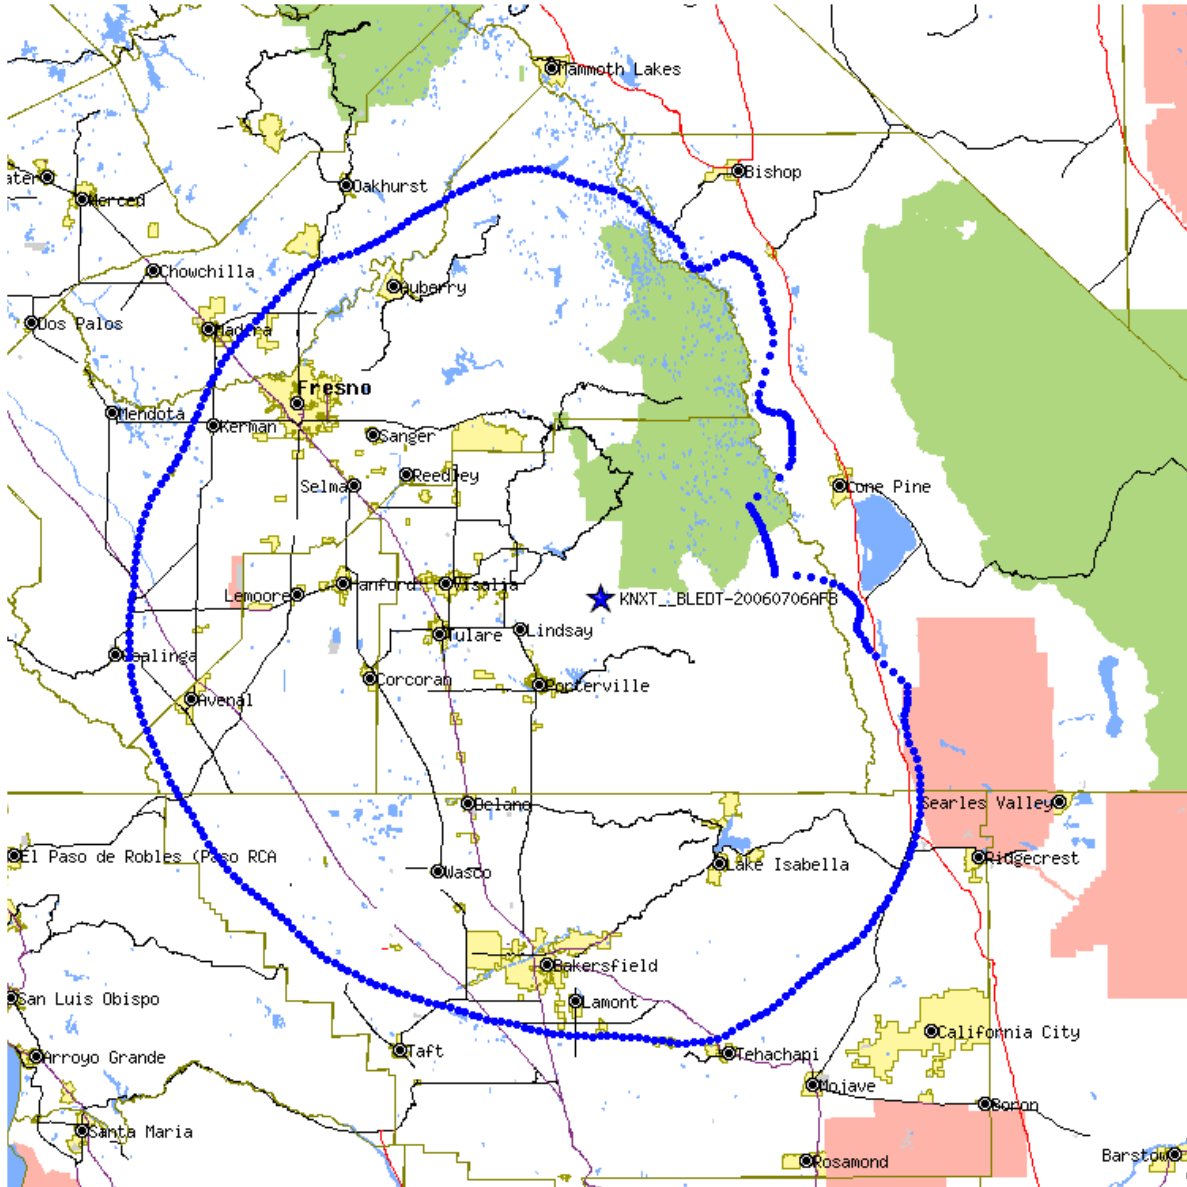 Mammoth Lakes
Bishop
ater
Oakhurst
Merced
Chowchilla
Auberry
Dos Palos
Madera
Fresno
Mendota
Kerman
Sanger
Reedley
Selma
Lone Pine
Hanford
Visalia
Lemoore
KNXT__BLEDT-20060706AFB
Tulare
Lindsay
Coalinga
Corcoran
Porterville
Avenal
Delano
Searles Valley
El Paso de Robles (Paso RCA
Wasco
Lake Isabella
Ridgecrest
Bakersfield
San Luis Obispo
Lamont
California City
Arroyo Grande
Taft
Tehachapi
Mojave
Boron
Santa Maria
Barstow
Rosamond